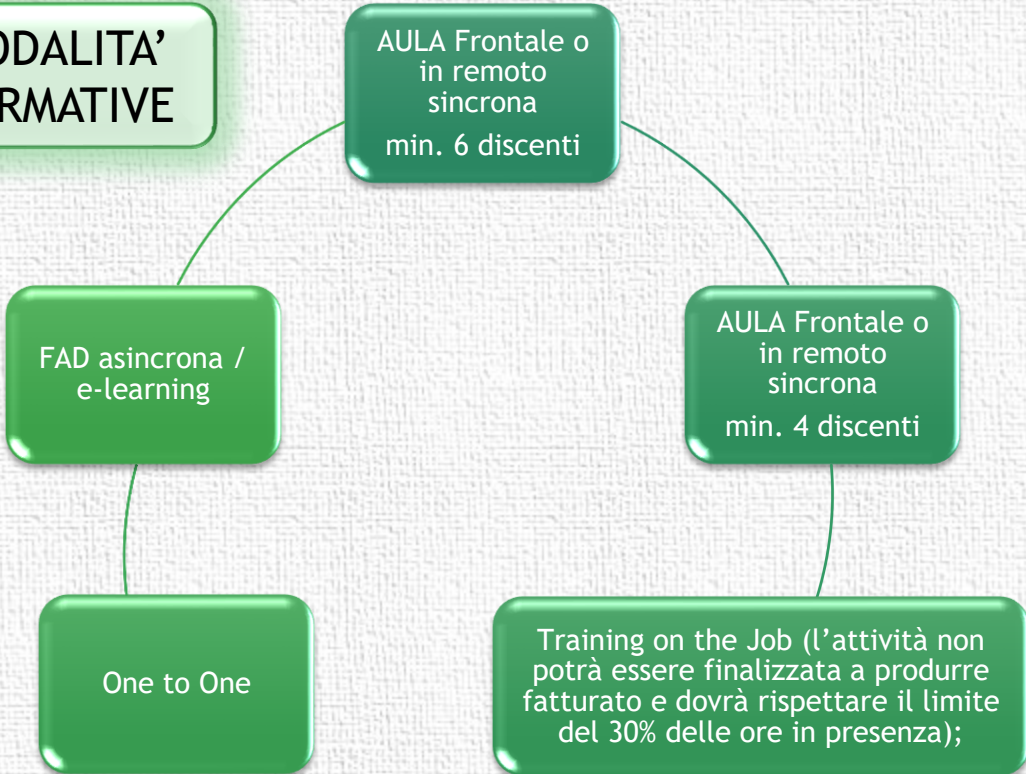 ODALITA’
RMATIVE
AULA Frontale o
in remoto
sincrona
min. 6 discenti
FAD asincrona /
e-learning
AULA Frontale o
in remoto
sincrona
min. 4 discenti
One to One
Training on the Job (l’attività non
potrà essere finalizzata a produrre
fatturato e dovrà rispettare il limite
del 30% delle ore in presenza);